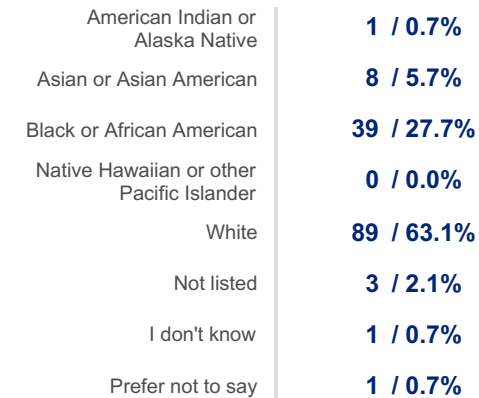 American Indian or
Alaska Native
1 / 0.7%
Asian or Asian American
8 / 5.7%
Black or African American
39 / 27.7%
Native Hawaiian or other
Pacific Islander
0 / 0.0%
White
89 / 63.1%
Not listed
3 / 2.1%
I don't know
1 / 0.7%
Prefer not to say
1 / 0.7%